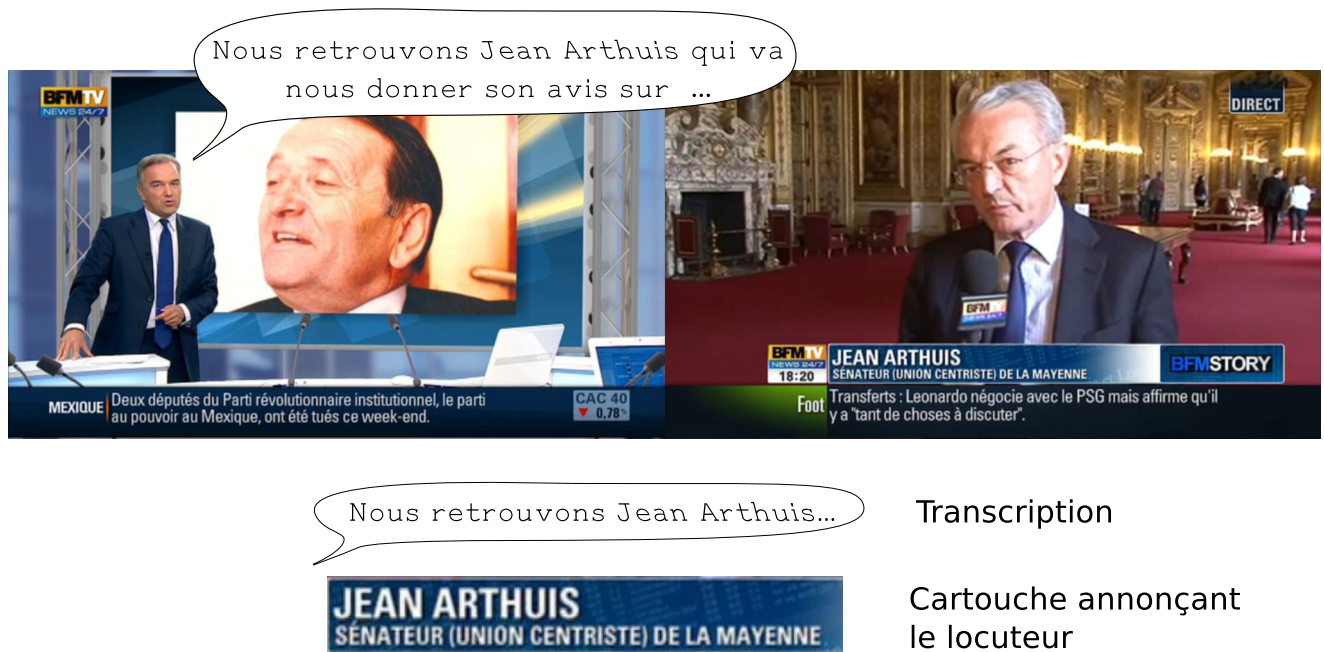 Nous retrouvons Jean Arthuis qui va
nous donner son avis sur ...
BFMTV
NEWS 24/7
DIRECT
BFMTV
NEWS 24/7
18:20
JEAN ARTHUIS
SÉNATEUR (UNION CENTRISTE) DE LA MAYENNE
BFMSTORY
MEXIQUE
Deux députés du Parti révolutionnaire institutionnel, le parti
au pouvoir au Mexique, ont été tués ce week-end.
CAC 40
▼ 0,78%
Foot
Transferts : Leonardo négocie avec le PSG mais affirme qu'il
y a "tant de choses à discuter".
BFMTV
Nous retrouvons Jean Arthuis...
Transcription
JEAN ARTHUIS
SÉNATEUR (UNION CENTRISTE) DE LA MAYENNE
Cartouche annonçant
le locuteur